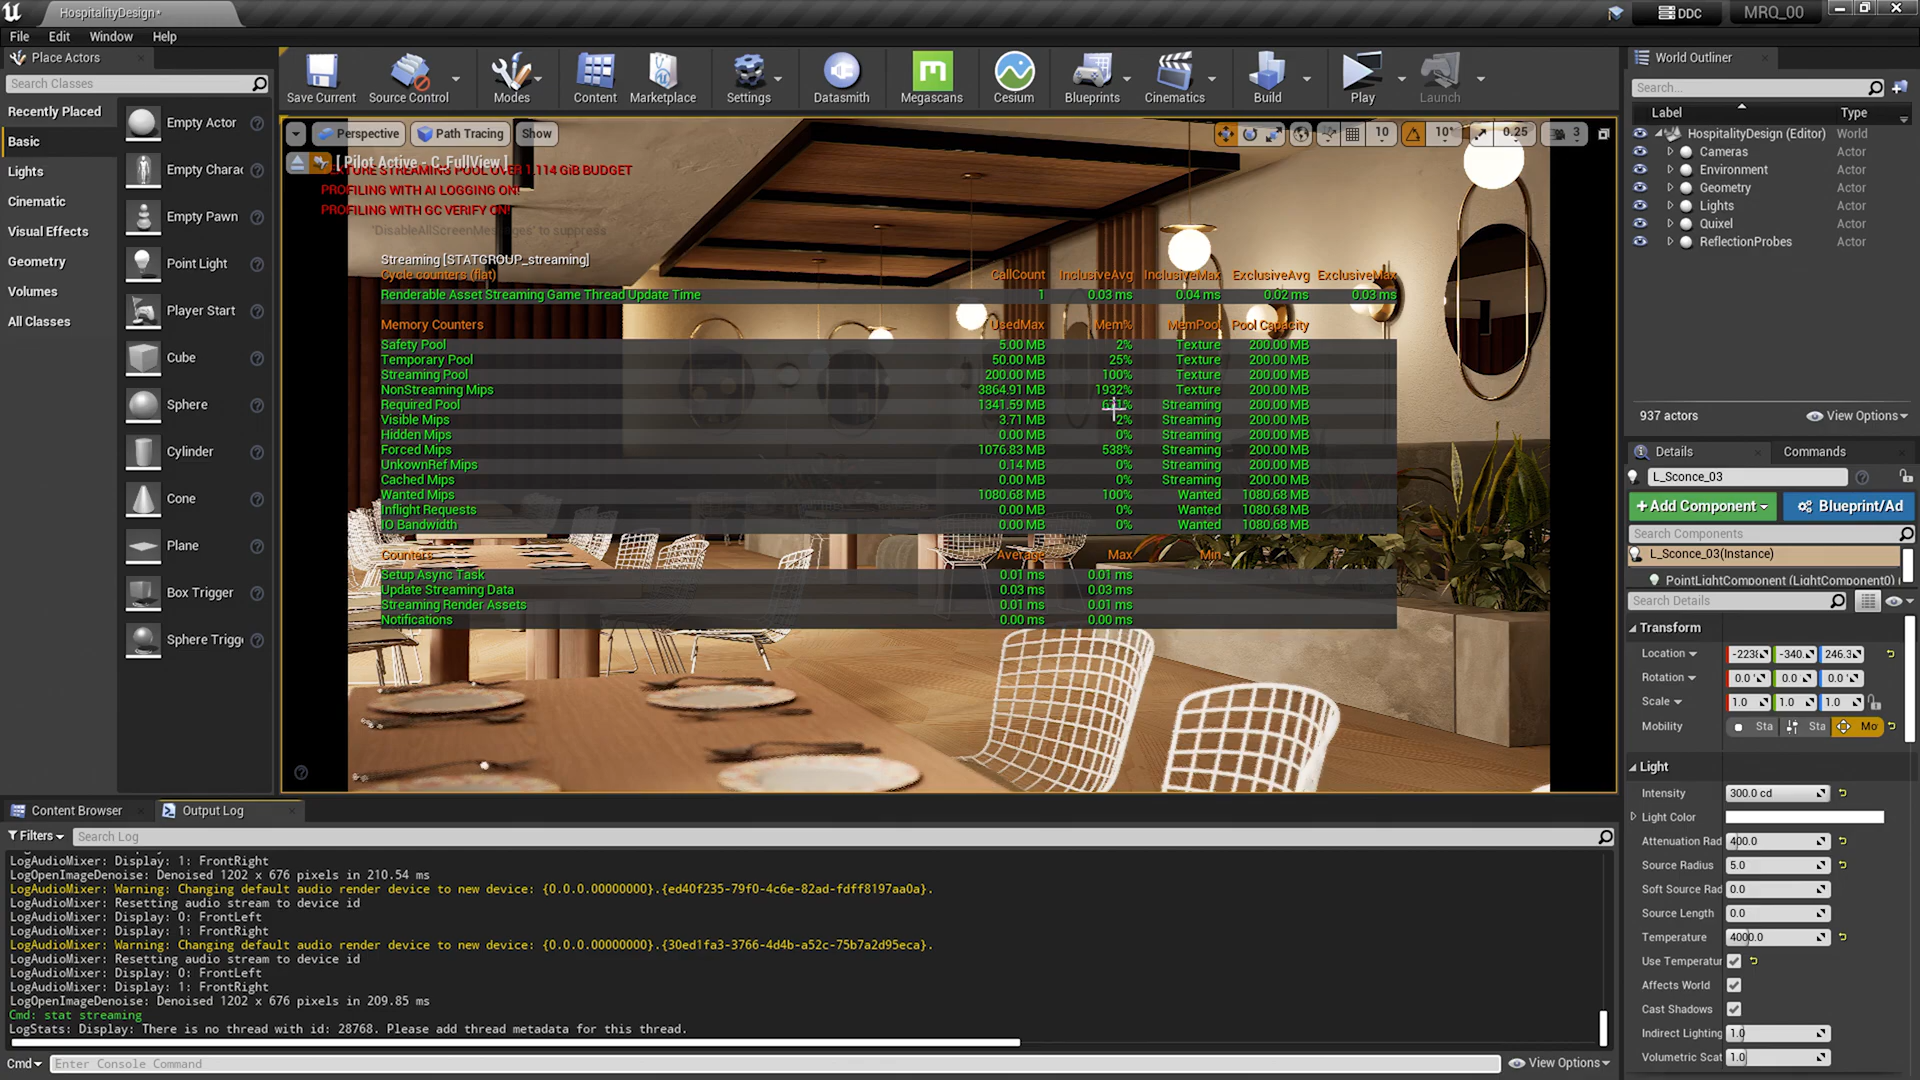 HospitalityDesign*
DDC
MRQ_00
File Edit Window Help
Place Actors
Search Classes
Recently Placed
Basic
Lights
Cinematic
Visual Effects
Geometry
Volumes
All Classes
Empty Actor
Empty Charac
Empty Pawn
Point Light
Player Start
Cube
Sphere
Cylinder
Cone
Plane
Box Trigger
Sphere Trigge
Save Current
Source Control
Modes
Content
Marketplace
Settings
Datasmith
Megascans
Cesium
Blueprints
Cinematics
Build
Play
Launch
Perspective
Path Tracing
Show
10
10°
0.25
3
[ Pilot Active - C_FullView ]
TEXTURE STREAMING POOL OVER 1.114 GiB BUDGET
PROFILING WITH AI LOGGING ON!
PROFILING WITH GC VERIFY ON!
'DisableAllScreenMessages' to suppress
Streaming [STATGROUP_streaming]
Cycle counters (flat) CallCount InclusiveAvg InclusiveMax ExclusiveAvg ExclusiveMax
Renderable Asset Streaming Game Thread Update Time 1 0.03 ms 0.04 ms 0.02 ms 0.03 ms
Memory Counters UsedMax Mem% MemPool Pool Capacity
Safety Pool 5.00 MB 2% Texture 200.00 MB
Temporary Pool 50.00 MB 25% Texture 200.00 MB
Streaming Pool 200.00 MB 100% Texture 200.00 MB
NonStreaming Mips 3864.91 MB 1932% Texture 200.00 MB
Required Pool 1341.59 MB Streaming 200.00 MB
Visible Mips 3.71 MB 2% Streaming 200.00 MB
Hidden Mips 0.00 MB 0% Streaming 200.00 MB
Forced Mips 1076.83 MB 538% Streaming 200.00 MB
UnkownRef Mips 0.14 MB 0% Streaming 200.00 MB
Cached Mips 0.00 MB 0% Streaming 200.00 MB
Wanted Mips 1080.68 MB 100% Wanted 1080.68 MB
Inflight Requests 0.00 MB 0% Wanted 1080.68 MB
IO Bandwidth 0.00 MB 0% Wanted 1080.68 MB
Counters Average Max Min
Setup Async Task 0.01 ms 0.01 ms
Update Streaming Data 0.03 ms 0.03 ms
Streaming Render Assets 0.01 ms 0.01 ms
Notifications 0.00 ms 0.00 ms
World Outliner
Search...
Label Type
HospitalityDesign (Editor) World
Cameras Actor
Environment Actor
Geometry Actor
Lights Actor
Quixel Actor
ReflectionProbes Actor
937 actors View Options
Details Commands
L_Sconce_03
+Add Component Blueprint/Ad
Search Components
L_Sconce_03(Instance)
PointLightComponent (LightComponent0) (
Search Details
Transform
Location -223 -340. 246.3
Rotation 0.0 ° 0.0 0.0 °
Scale 1.0 1.0 1.0
Mobility Sta Sta Mo
Light
Intensity 300.0 cd
Light Color
Attenuation Rad 400.0
Source Radius 5.0
Soft Source Rad 0.0
Source Length 0.0
Temperature 4000.0
Use Temperatur
Affects World
Cast Shadows
Indirect Lighting 1.0
Volumetric Scat 1.0
Content Browser Output Log
Filters Search Log
LogAudioMixer: Display: 1: FrontRight
LogOpenImageDenoise: Denoised 1202 x 676 pixels in 210.54 ms
LogAudioMixer: Warning: Changing default audio render device to new device: {0.0.0.00000000}.{ed40f235-79f0-4c6e-82ad-fdff8197aa0a}.
LogAudioMixer: Resetting audio stream to device id
LogAudioMixer: Display: 0: FrontLeft
LogAudioMixer: Display: 1: FrontRight
LogAudioMixer: Warning: Changing default audio render device to new device: {0.0.0.00000000}.{30ed1fa3-3766-4d4b-a52c-75b7a2d95eca}.
LogAudioMixer: Resetting audio stream to device id
LogAudioMixer: Display: 0: FrontLeft
LogAudioMixer: Display: 1: FrontRight
LogOpenImageDenoise: Denoised 1202 x 676 pixels in 209.85 ms
Cmd: stat streaming
LogStats: Display: There is no thread with id: 28768. Please add thread metadata for this thread.
Cmd Enter Console Command View Options